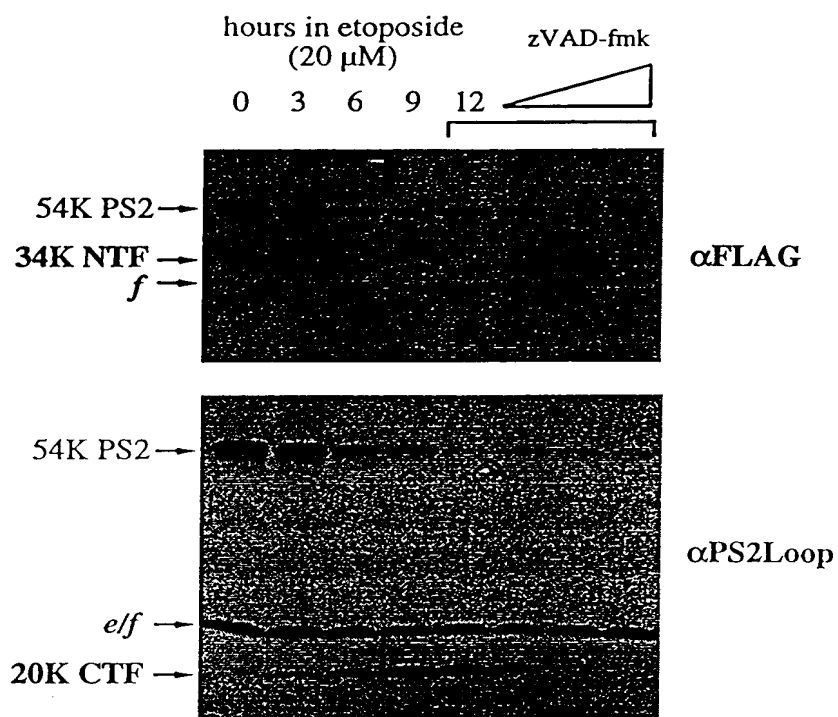 hours in etoposide
(20 µM)
zVAD-fmk
0 3 6 9 12
54K PS2
34K NTF
f
αFLAG
54K PS2
αPS2Loop
e/f
20K CTF